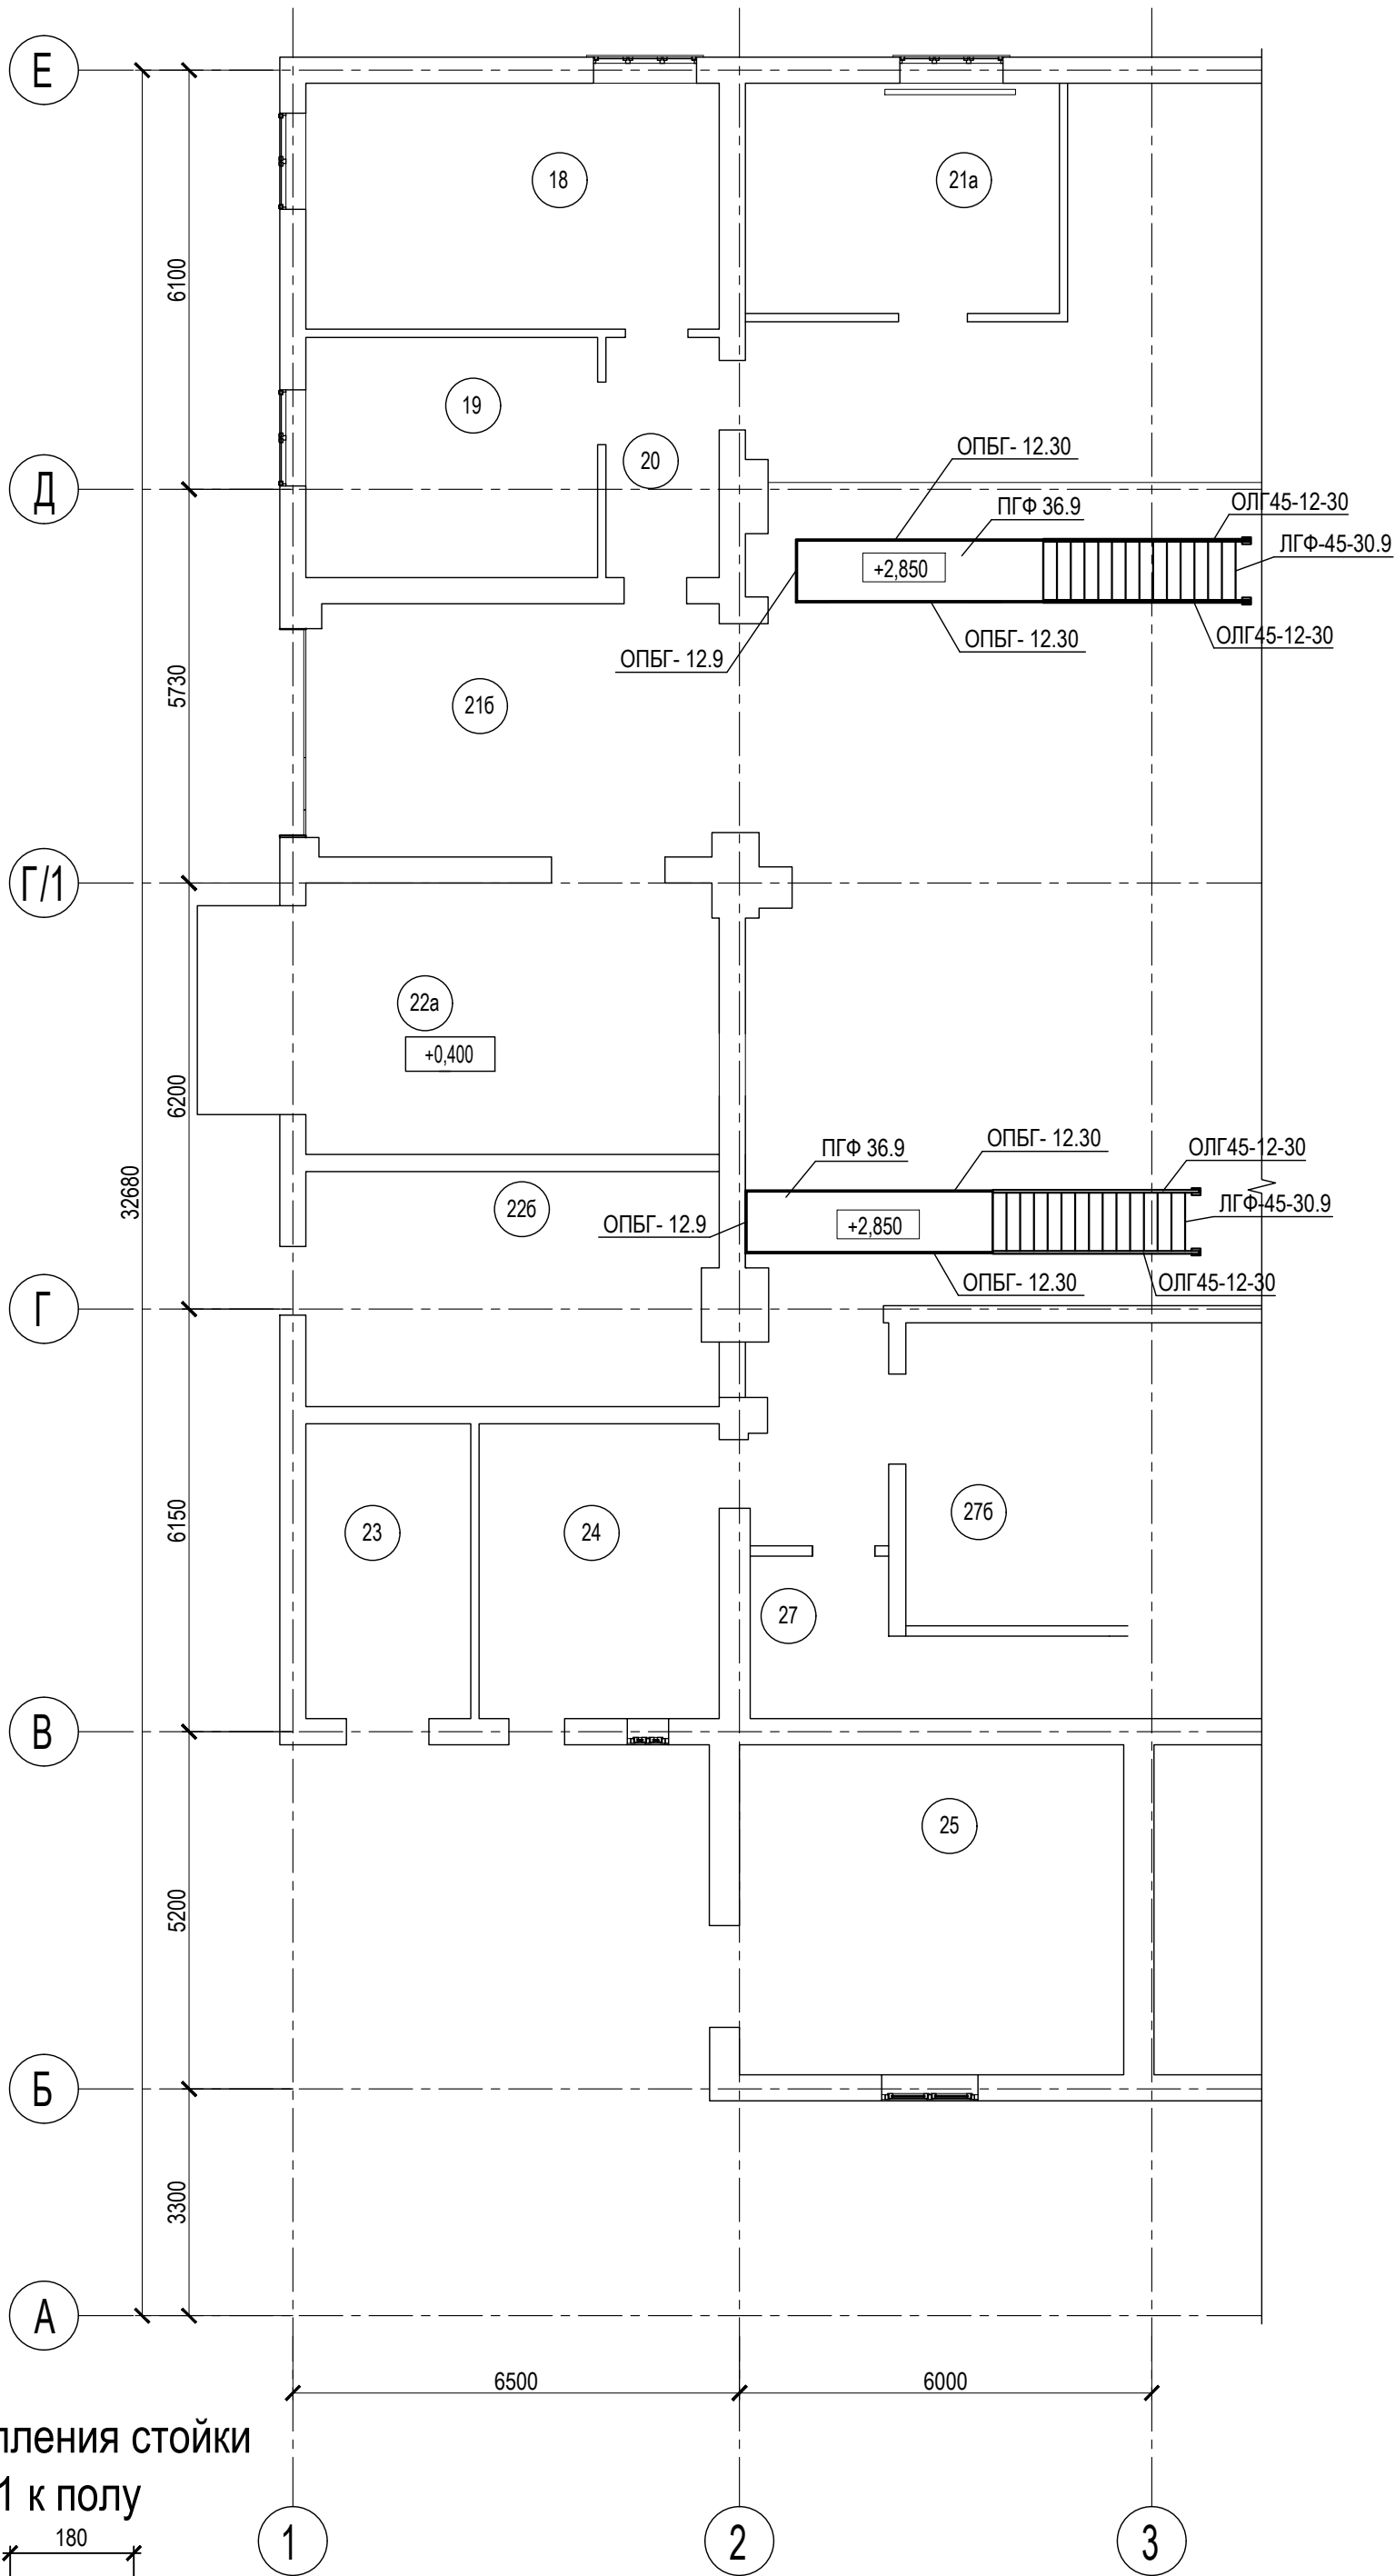 Е
18
21а
6100
19
20
ОПБГ- 12.30
Д
ПГФ 36.9
ОЛГ45-12-30
ЛГФ-45-30.9
+2,850
ОПБГ- 12.30
ОЛГ45-12-30
ОПБГ- 12.9
5730
21б
Г/1
22а
+0,400
6200
32680
ПГФ 36.9
ОПБГ- 12.30
ОЛГ45-12-30
22б
ЛГФ-45-30.9
ОПБГ- 12.9
+2,850
ОПБГ- 12.30
ОЛГ45-12-30
Г
6150
23
24
27б
27
В
25
5200
Б
3300
А
6500
6000
пления стойки
1 к полу
180
1
2
3